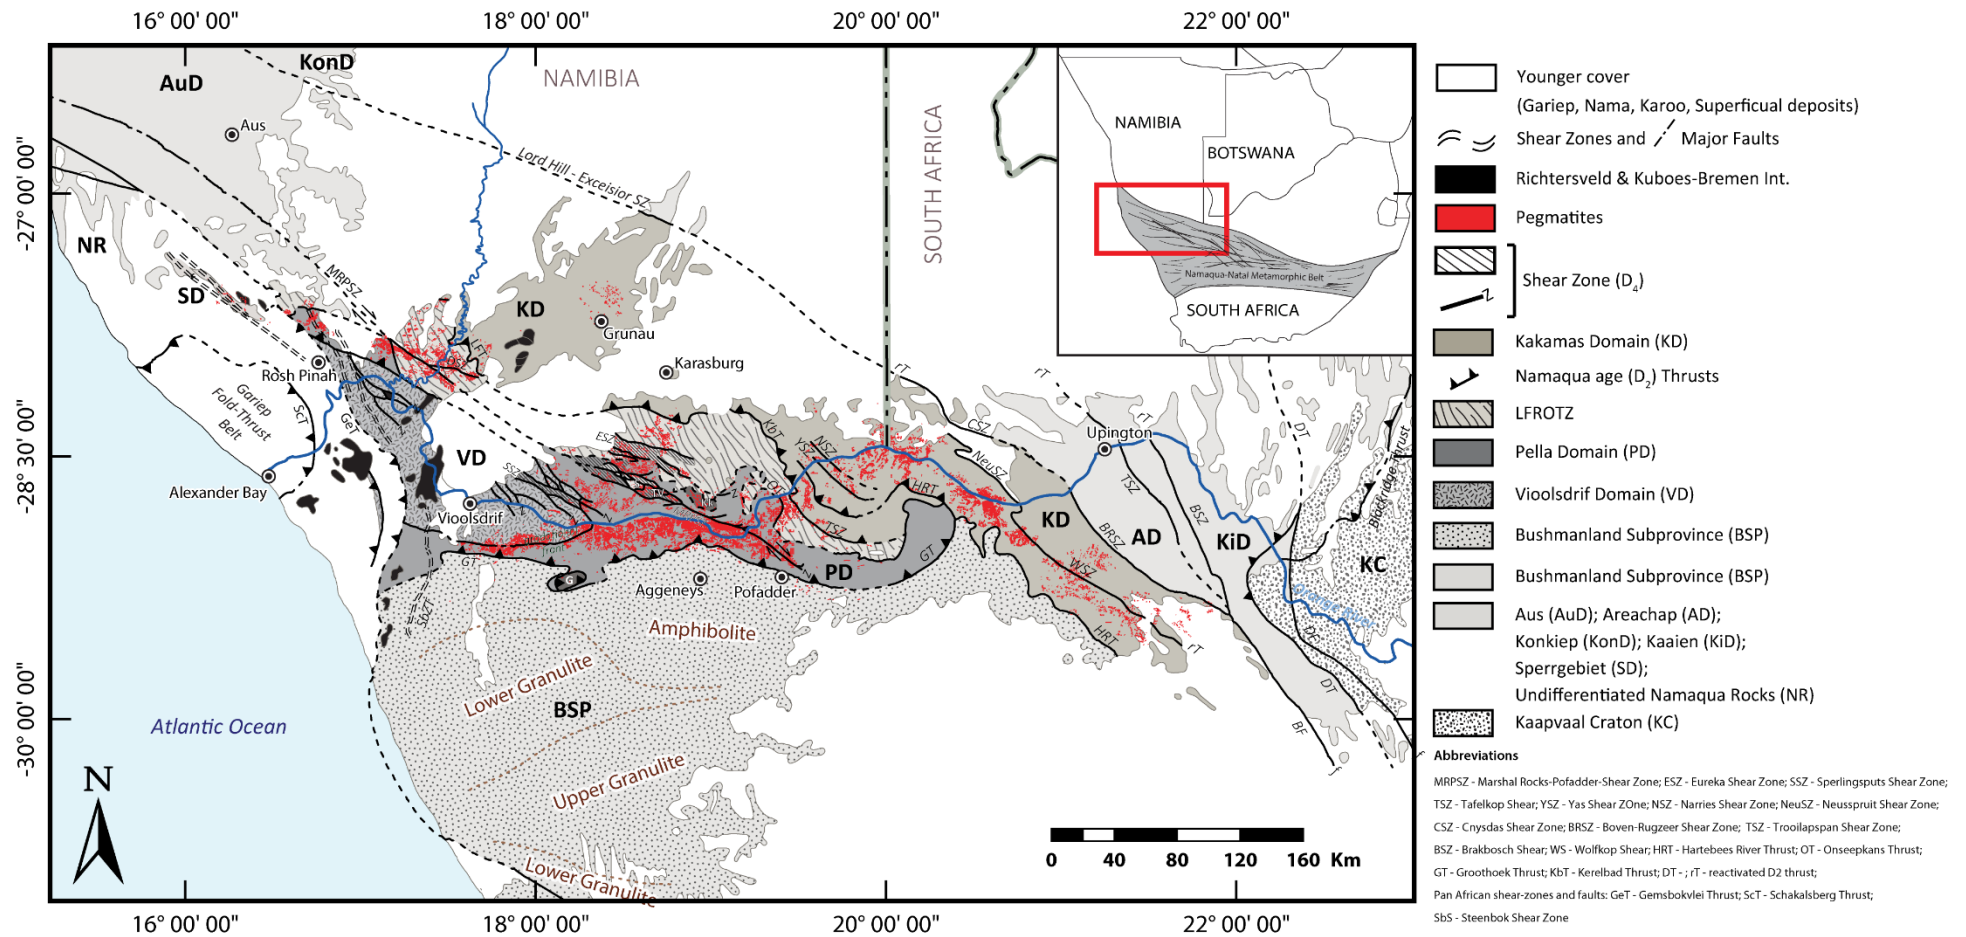 16° 00' 00"
18° 00' 00"
20° 00' 00"
22° 00' 00"
-27° 00' 00"
-28° 30' 00"
-30° 00' 00"
AuD
KonD
NAMIBIA
SOUTH AFRICA
Aus
Lord Hill - Exceisior SZ
NR
SD
MRPSZ
KD
Grunau
Karasburg
LFT
Rosh Pinah
Gariep
Fold-Thrust
Belt
ScT
GeT
Alexander Bay
VD
Vioolsdrif
SSZ
ESZ
TV
KbT
YSZ
NSZ
OT
TSZ
HRT
GT
PD
GT
G
SbZT
Aggeneys
Pofadder
Amphibolite
Lower Granulite
BSP
Upper Granulite
Lower Granulite
Atlantic Ocean
N
rT
rT
rT
CSZ
NeuSZ
Upington
TSZ
BSZ
BRSZ
KD
AD
KiD
WSZ
HRT
rT
DT
Blackridge Thrust
KC
Orange River
DF
DT
BF
f
f
0 40 80 120 160 Km
NAMIBIA
BOTSWANA
Namaqua-Natal Metamorphic Belt
SOUTH AFRICA
Younger cover
(Gariep, Nama, Karoo, Superficual deposits)
Shear Zones and Major Faults
Richtersveld & Kuboes-Bremen Int.
Pegmatites
Shear Zone (D4)
Z
Kakamas Domain (KD)
Namaqua age (D2) Thrusts
LFROTZ
Pella Domain (PD)
Vioolsdrif Domain (VD)
Bushmanland Subprovince (BSP)
Bushmanland Subprovince (BSP)
Aus (AuD); Areachap (AD);
Konkiep (KonD); Kaaien (KiD);
Sperrgebiet (SD);
Undifferentiated Namaqua Rocks (NR)
Kaapvaal Craton (KC)
Abbreviations
MRPSZ - Marshal Rocks-Pofadder-Shear Zone; ESZ - Eureka Shear Zone; SSZ - Sperlingsputs Shear Zone;
TSZ - Tafelkop Shear; YSZ - Yas Shear ZOne; NSZ - Narries Shear Zone; NeuSZ - Neusspruit Shear Zone;
CSZ - Cnysdas Shear Zone; BRSZ - Boven-Rugzeer Shear Zone; TSZ - Trooilapspan Shear Zone;
BSZ - Brakbosch Shear; WS - Wolfkop Shear; HRT - Hartebees River Thrust; OT - Onseepkans Thrust;
GT - Groothoek Thrust; KbT - Kerelbad Thrust; DT - ; rT - reactivated D2 thrust;
Pan African shear-zones and faults: GeT - Gemsbokvlei Thrust; ScT - Schakalsberg Thrust;
SbS - Steenbok Shear Zone
16° 00' 00"
18° 00' 00"
20° 00' 00"
22° 00' 00"